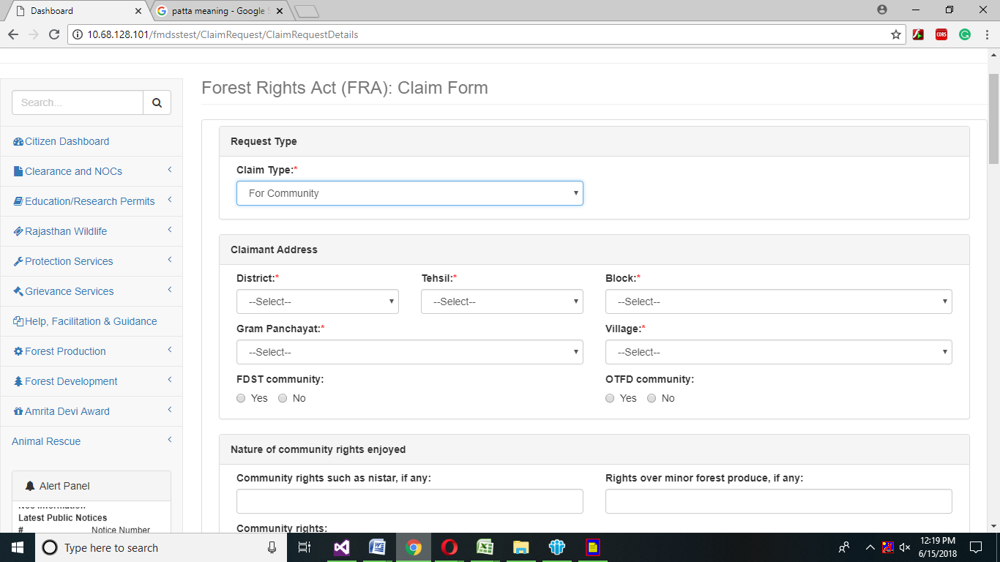 Dashboard
patta meaning - Google S
10.68.128.101/fmdsstest/ClaimRequest/ClaimRequestDetails
CORS
G
Search...
Citizen Dashboard
Clearance and NOCs
Education/Research Permits
Rajasthan Wildlife
Protection Services
Grievance Services
Help, Facilitation & Guidance
Forest Production
Forest Development
Amrita Devi Award
Animal Rescue
Alert Panel
Latest Public Notices
# Notice Number
Forest Rights Act (FRA): Claim Form
Request Type
Claim Type:*
For Community
Claimant Address
District:* Tehsil:* Block:*
--Select-- --Select-- --Select--
Gram Panchayat:* Village:*
--Select-- --Select--
FDST community: OTFD community:
Yes No Yes No
Nature of community rights enjoyed
Community rights such as nistar, if any: Rights over minor forest produce, if any:
Community rights:
Type here to search
12:19 PM
6/15/2018